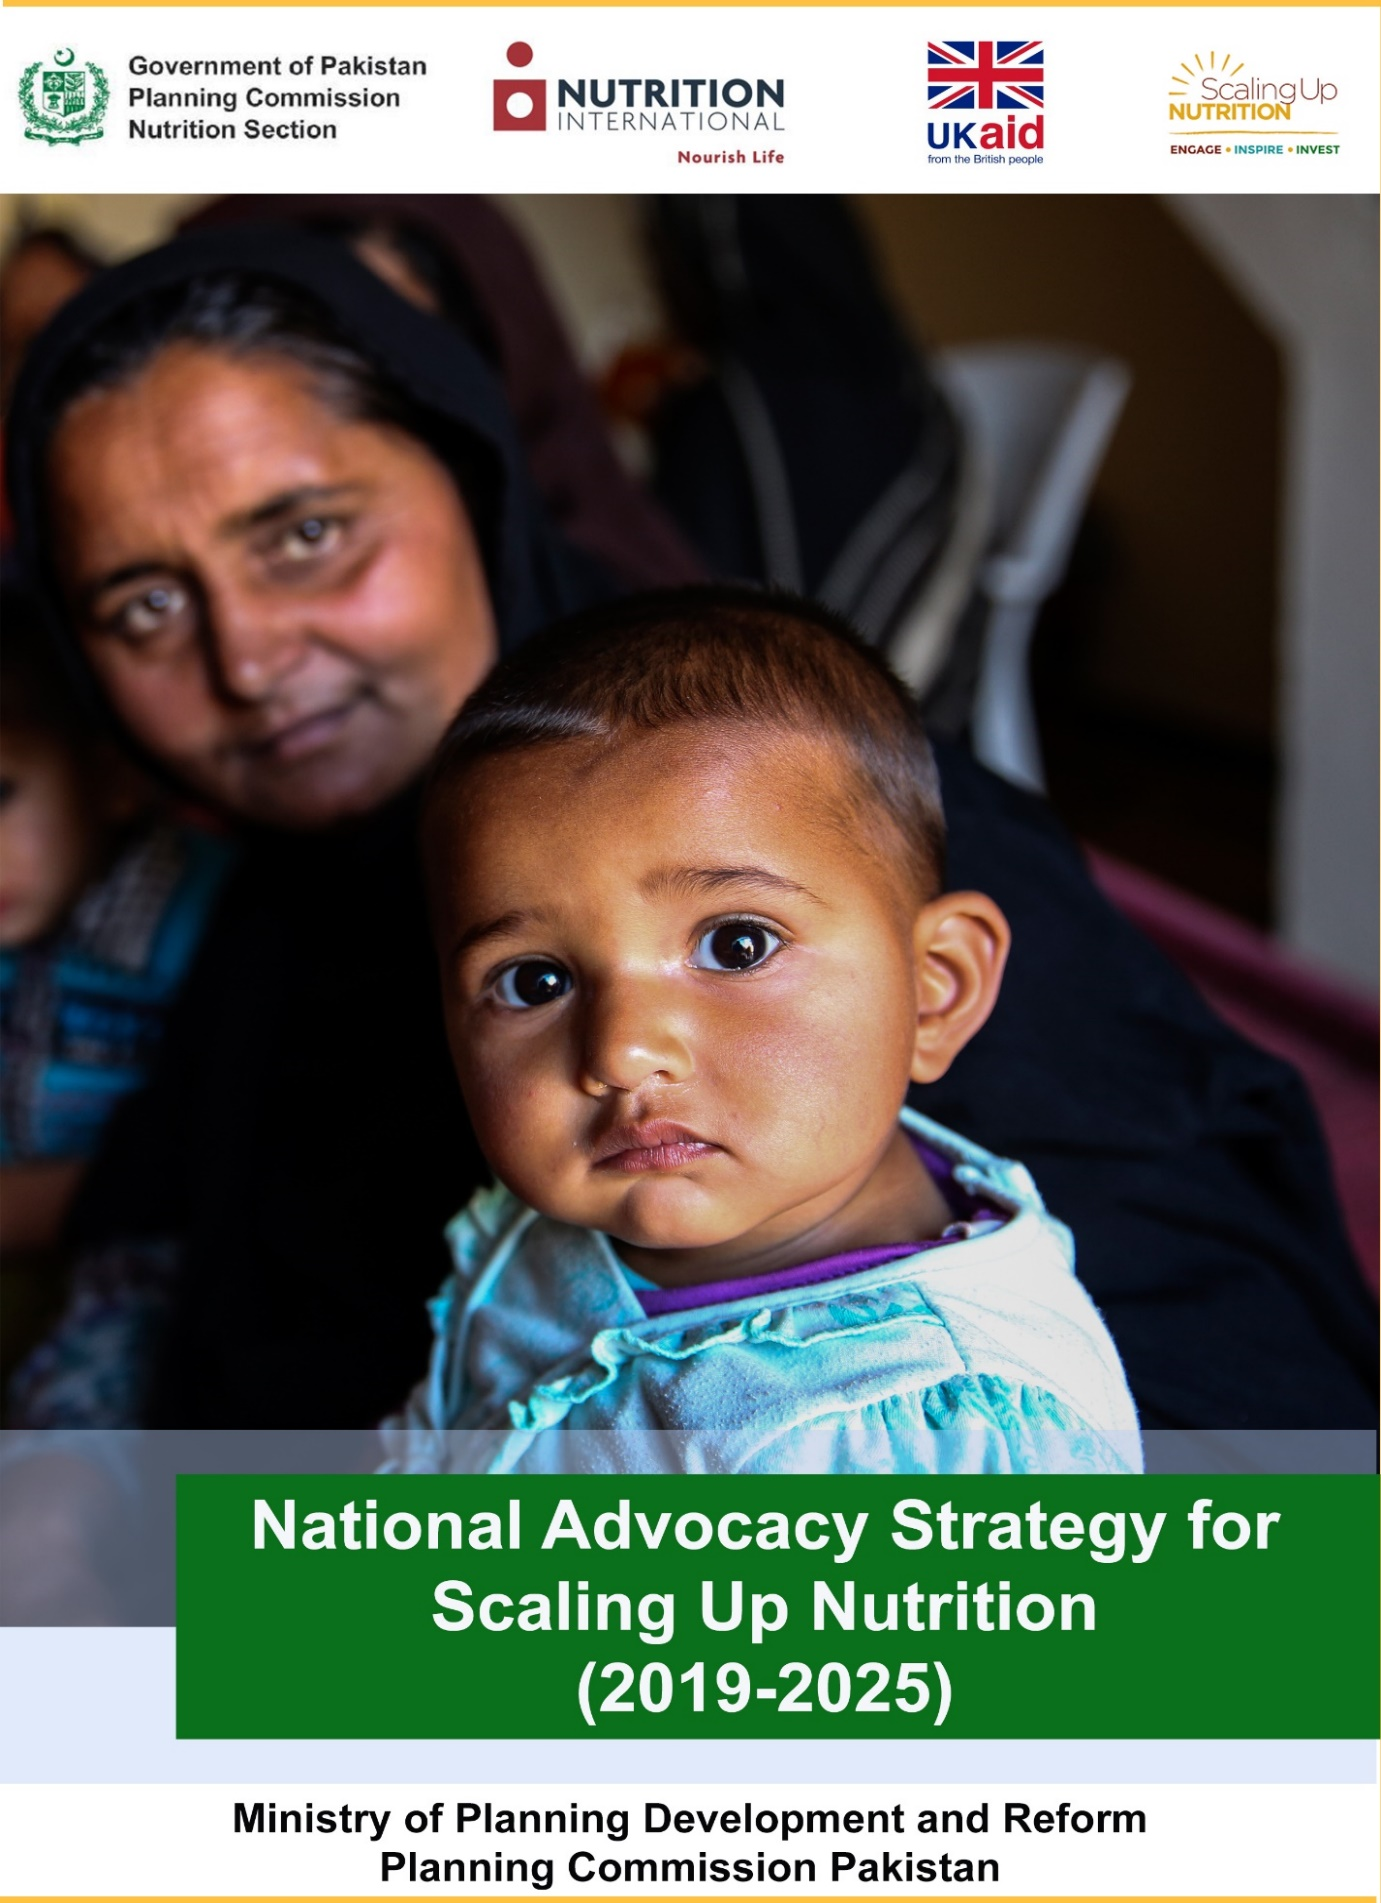 Government of Pakistan
Planning Commission
Nutrition Section
NUTRITION
INTERNATIONAL
Nourish Life
UKaid
from the British people
Scaling Up
NUTRITION
ENGAGE • INSPIRE • INVEST
National Advocacy Strategy for
Scaling Up Nutrition
(2019-2025)
Ministry of Planning Development and Reform
Planning Commission Pakistan